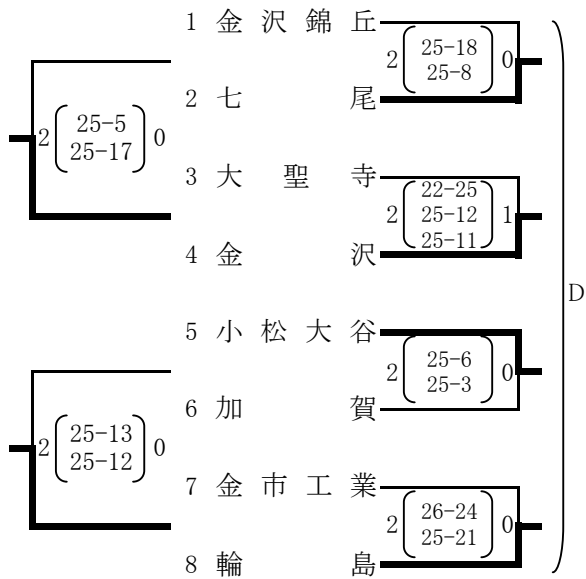 1 金沢錦丘
2 25-18 0
25-8
2 七尾
2 25-5 0
25-17
3 大聖寺
2 22-25 1
25-12
25-11
4 金沢
D
5 小松大谷
2 25-6 0
25-3
6 加賀
2 25-13 0
25-12
7 金市工業
2 26-24 0
25-21
8 輪島